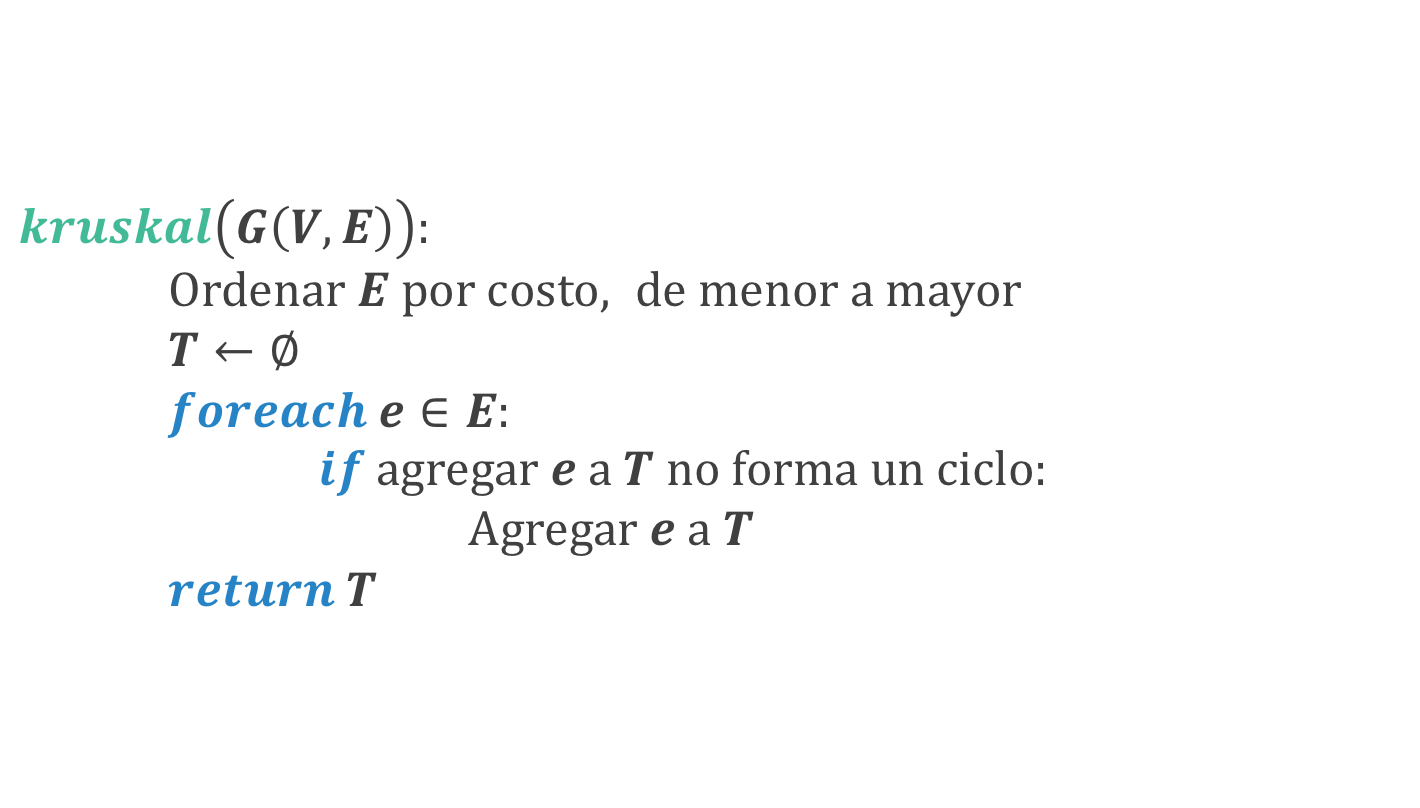 kruskal(G(V, E)):
Ordenar E por costo, de menor a mayor
T ← ∅
foreach e ∈ E:
if agregar e a T no forma un ciclo:
Agregar e a T
return T